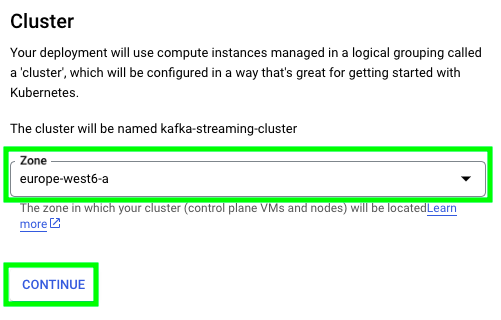 Cluster
Your deployment will use compute instances managed in a logical grouping called
a 'cluster', which will be configured in a way that's great for getting started with
Kubernetes.
The cluster will be named kafka-streaming-cluster
Zone
europe-west6-a
The zone in which your cluster (control plane VMs and nodes) will be locatedLearn
more
CONTINUE